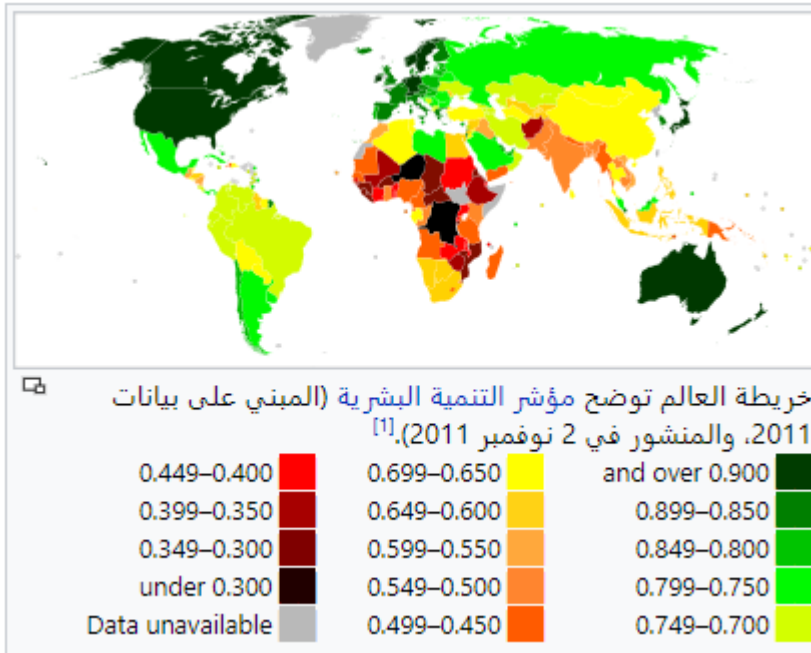 خريطة العالم توضح مؤشر التنمية البشرية (المبني على بيانات
2011، والمنشور في 2 نوفمبر 2011).[1]
0.900 and over
0.899–0.850
0.849–0.800
0.799–0.750
0.749–0.700
0.699–0.650
0.649–0.600
0.599–0.550
0.549–0.500
0.499–0.450
0.449–0.400
0.399–0.350
0.349–0.300
under 0.300
Data unavailable